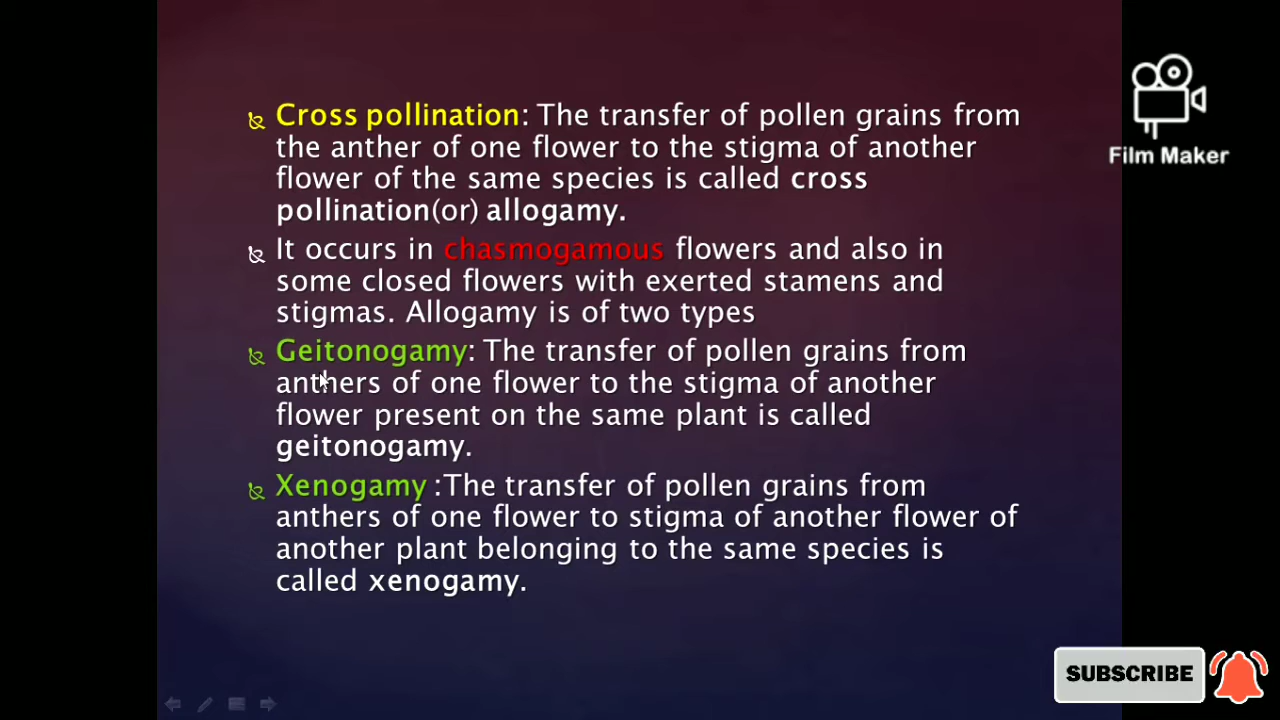 Cross pollination: The transfer of pollen grains from
the anther of one flower to the stigma of another
flower of the same species is called cross
pollination(or) allogamy.
It occurs in chasmogamous flowers and also in
some closed flowers with exerted stamens and
stigmas. Allogamy is of two types
Geitonogamy: The transfer of pollen grains from
anthers of one flower to the stigma of another
flower present on the same plant is called
geitonogamy.
Xenogamy :The transfer of pollen grains from
anthers of one flower to stigma of another flower of
another plant belonging to the same species is
called xenogamy.
Film Maker
SUBSCRIBE